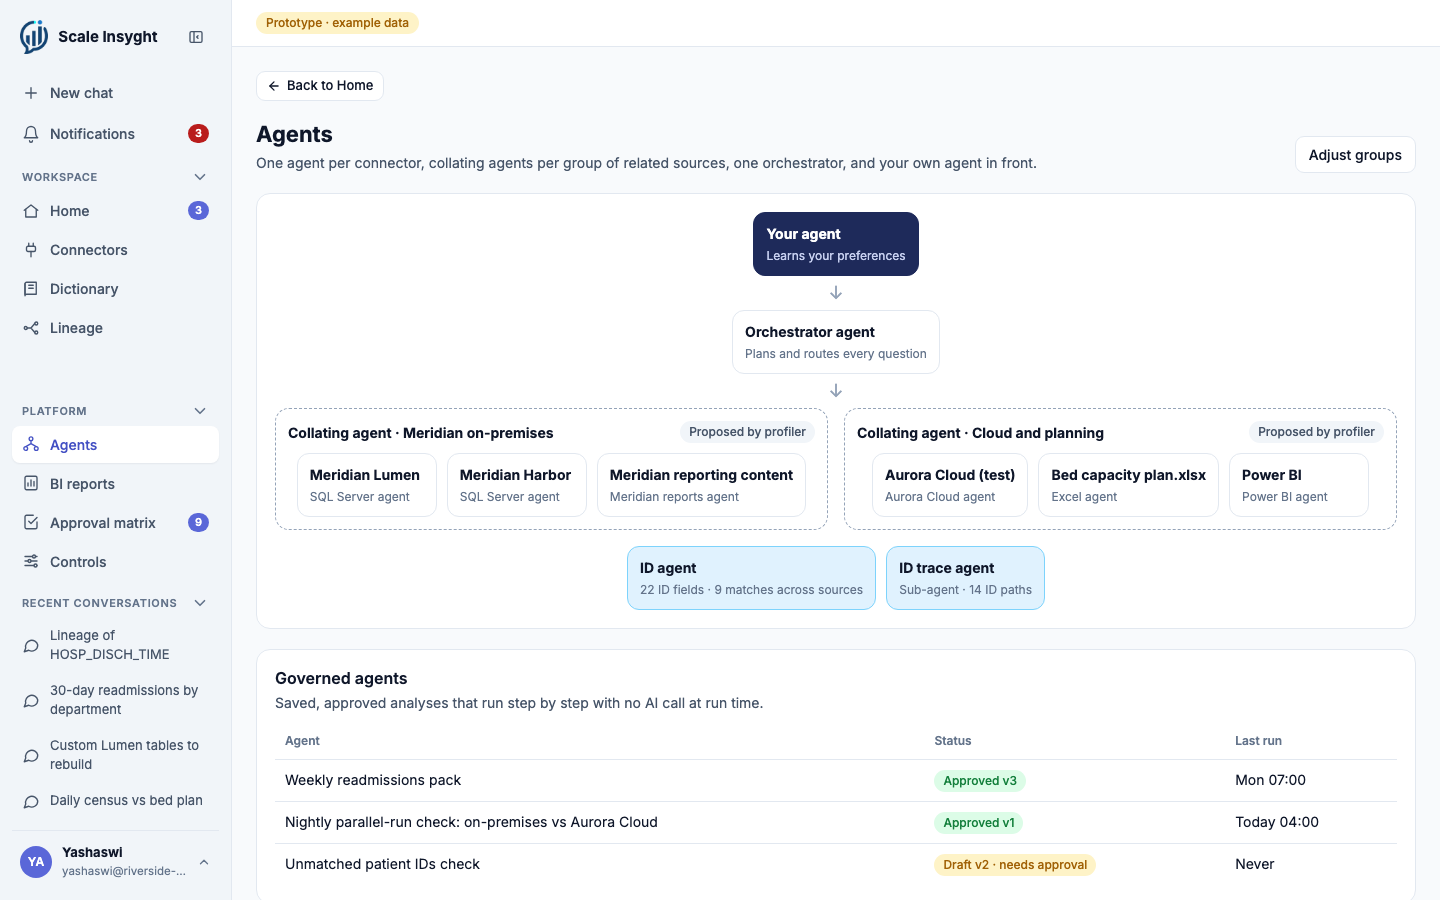 Scale Insyght
New chat
Notifications 3
WORKSPACE
Home 3
Connectors
Dictionary
Lineage
PLATFORM
Agents
BI reports
Approval matrix 9
Controls
RECENT CONVERSATIONS
Lineage of
HOSP_DISCH_TIME
30-day readmissions by
department
Custom Lumen tables to
rebuild
Daily census vs bed plan
YA
Yashaswi
yashaswi@riverside-...
Prototype · example data
Back to Home
Agents
One agent per connector, collating agents per group of related sources, one orchestrator, and your own agent in front.
Adjust groups
Your agent
Learns your preferences
Orchestrator agent
Plans and routes every question
Collating agent · Meridian on-premises
Proposed by profiler
Meridian Lumen
SQL Server agent
Meridian Harbor
SQL Server agent
Meridian reporting content
Meridian reports agent
Collating agent · Cloud and planning
Proposed by profiler
Aurora Cloud (test)
Aurora Cloud agent
Bed capacity plan.xlsx
Excel agent
Power BI
Power BI agent
ID agent
22 ID fields · 9 matches across sources
ID trace agent
Sub-agent · 14 ID paths
Governed agents
Saved, approved analyses that run step by step with no AI call at run time.
Agent Status Last run
Weekly readmissions pack Approved v3 Mon 07:00
Nightly parallel-run check: on-premises vs Aurora Cloud Approved v1 Today 04:00
Unmatched patient IDs check Draft v2 · needs approval Never